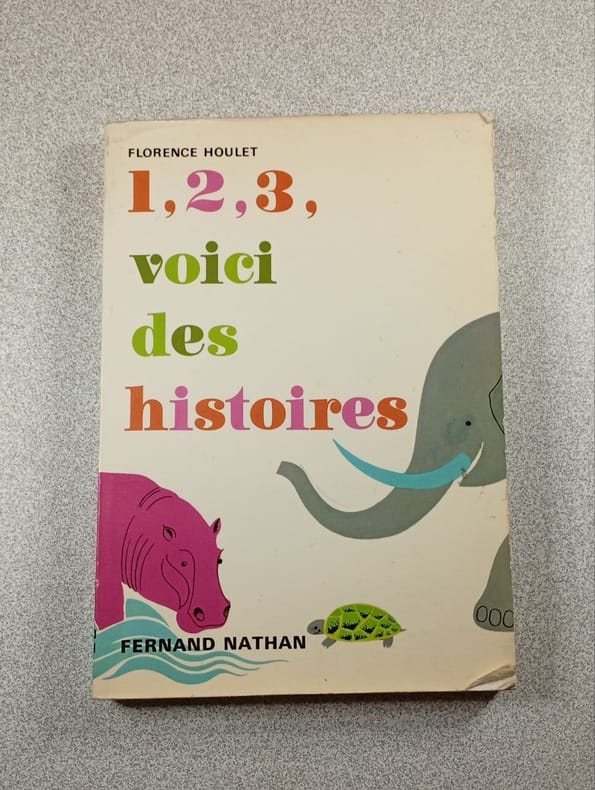 FLORENCE HOULET
1, 2, 3,
voici
des
histoires
FERNAND NATHAN